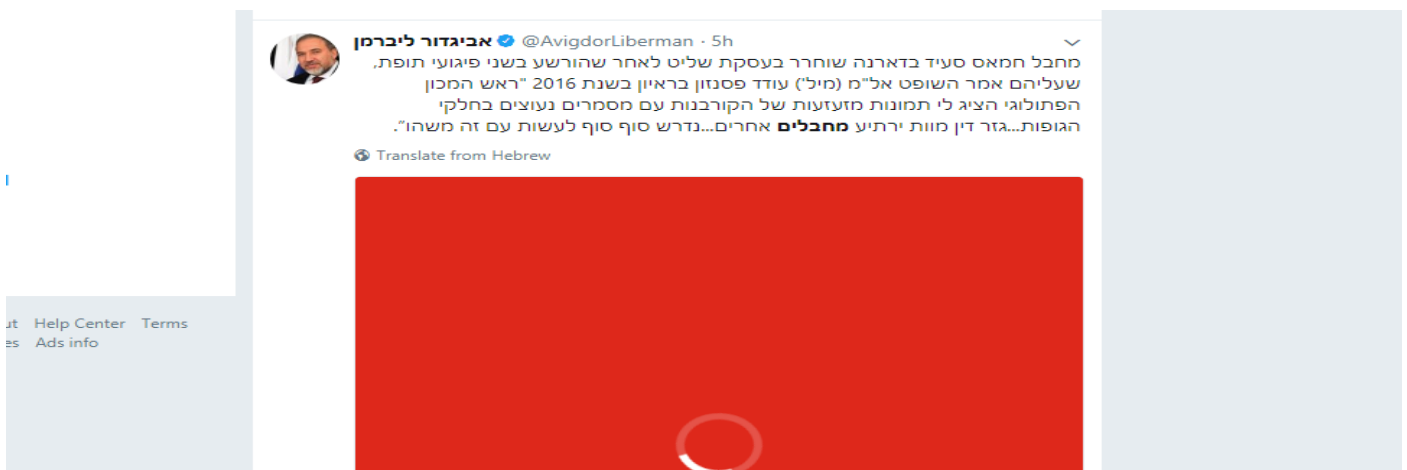 אביגדור ליברמן @AvigdorLiberman · 5h
מחבל חמאס סעיד בדארנה שוחרר בעסקת שליט לאחר שהורשע בשני פיגועי תופת,
שעליהם אמר השופט אל"מ (מיל') עודד פסנזון בראיון בשנת 2016 "ראש המכון
הפתולוגי הציג לי תמונות מזעזעות של הקורבנות עם מסמרים נעוצים בחלקי
הגופות...גזר דין מוות ירתיע מחבלים אחרים...נדרש סוף סוף לעשות עם זה משהו".
Translate from Hebrew
Help Center Terms
Ads info